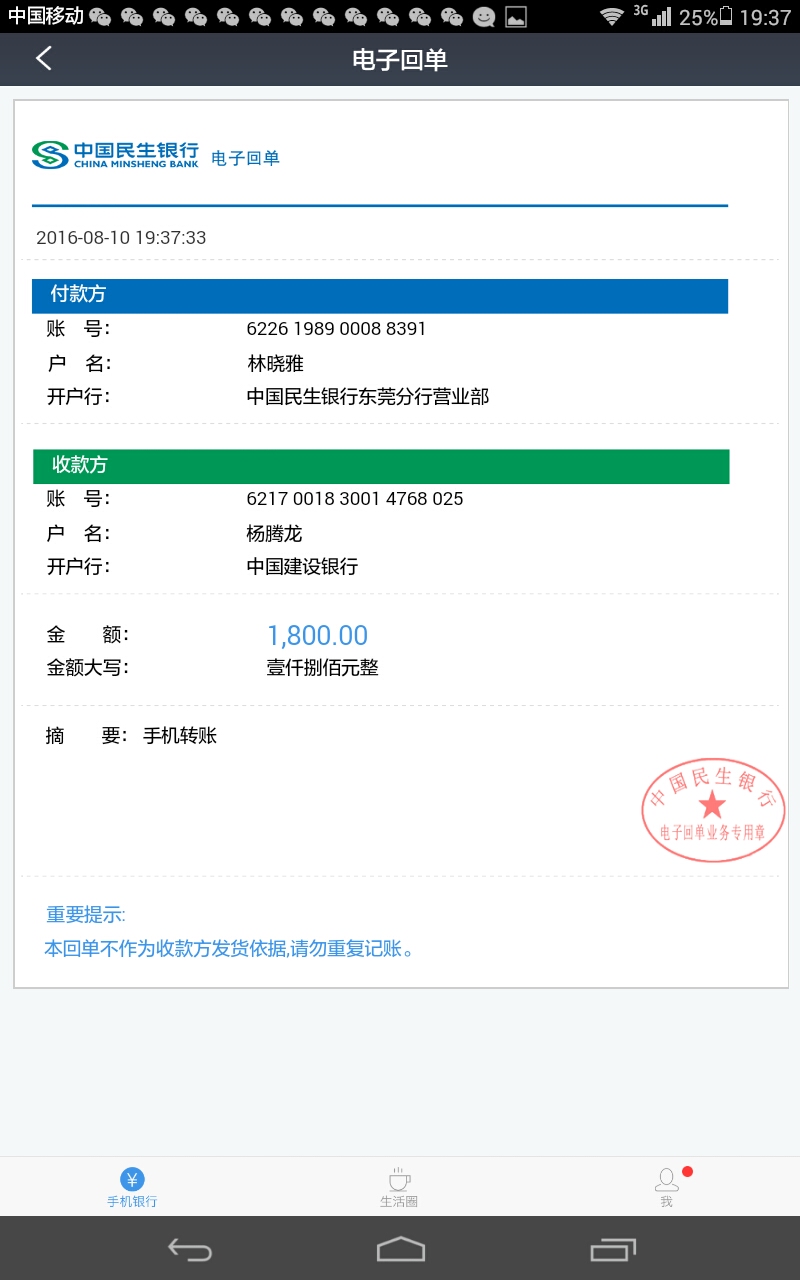 中国移动 3G 25% 19:37
电子回单
中国民生银行 电子回单
CHINA MINSHENG BANK
2016-08-10 19:37:33
付款方
账 号: 6226 1989 0008 8391
户 名: 林晓雅
开户行: 中国民生银行东莞分行营业部
收款方
账 号: 6217 0018 3001 4768 025
户 名: 杨腾龙
开户行: 中国建设银行
金 额: 1,800.00
金额大写: 壹仟捌佰元整
摘 要: 手机转账
中国民生银行
电子回单业务专用章
重要提示:
本回单不作为收款方发货依据,请勿重复记账。
¥
手机银行 生活圈 我